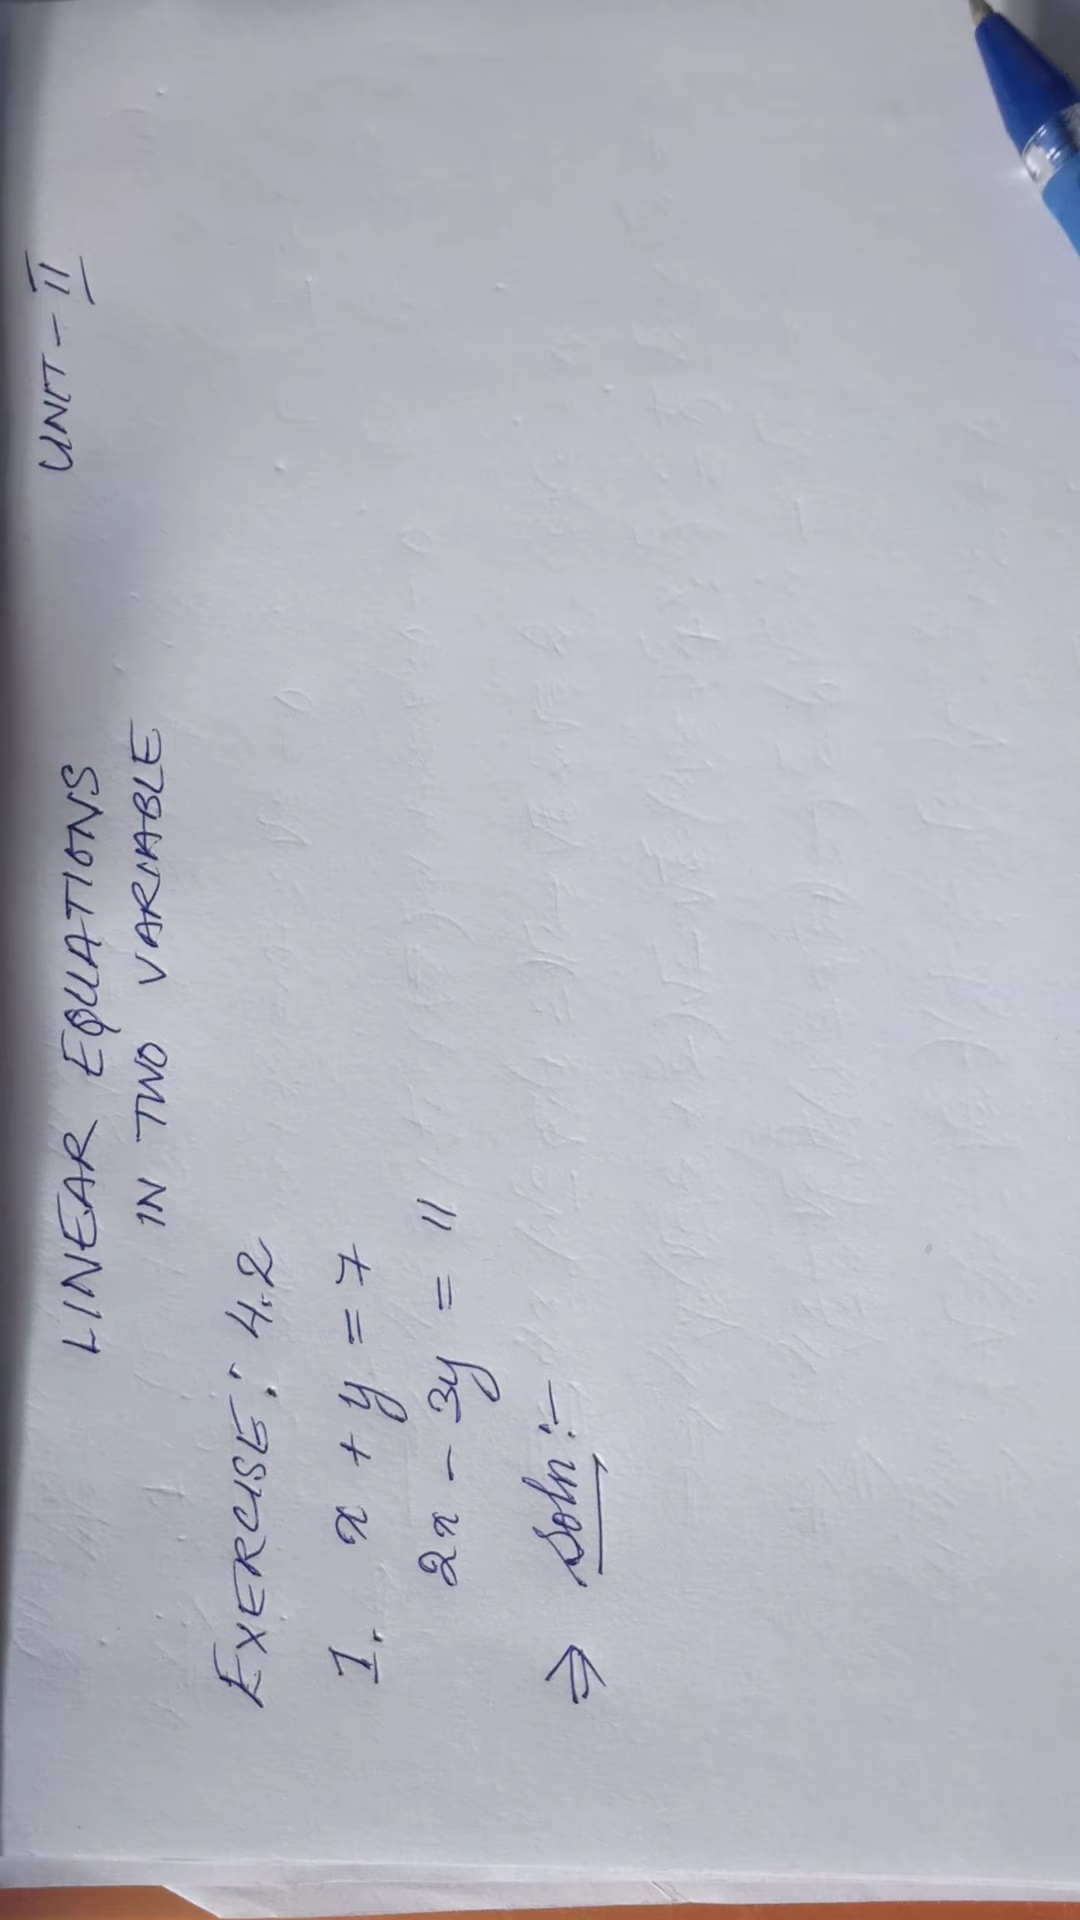 UNIT-II
LINEAR EQUATIONS
IN TWO VARIABLE
EXERCISE: 4.2
1. x + y = 7
2x - 3y = 11
⇒ Soln:-